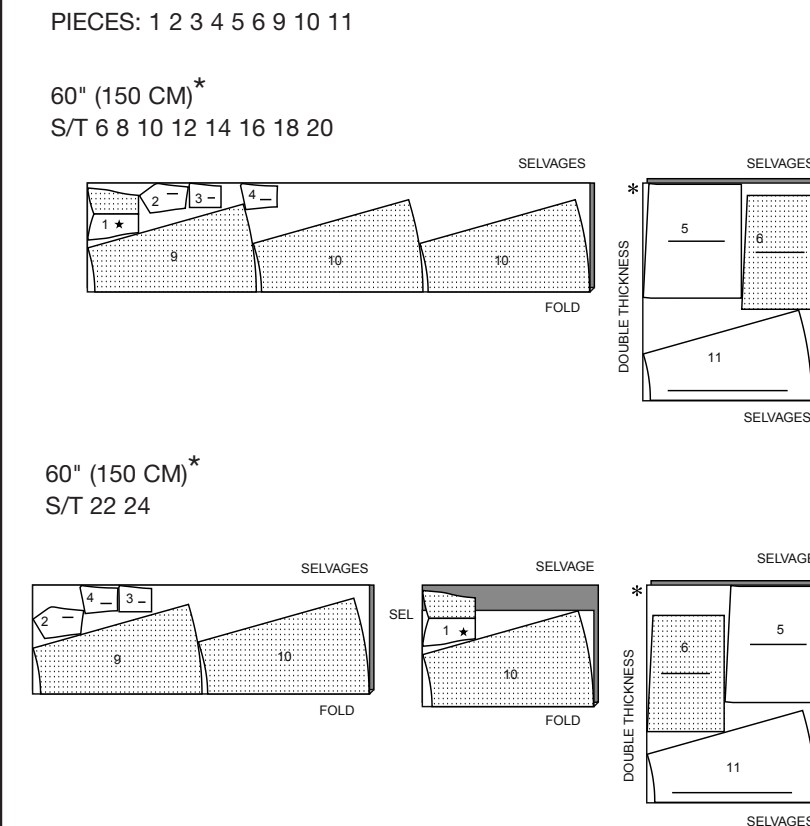 PIECES: 1 2 3 4 5 6 9 10 11
60" (150 CM)*
S/T 6 8 10 12 14 16 18 20
SELVAGES
1 ★
2
3
4
9
10
10
FOLD
*
SELVAGES
DOUBLE THICKNESS
5
6
11
SELVAGES
60" (150 CM)*
S/T 22 24
SELVAGES
2
4
3
9
10
FOLD
SELVAGE
SEL
1 ★
10
FOLD
*
SELVAGE
DOUBLE THICKNESS
6
5
11
SELVAGES